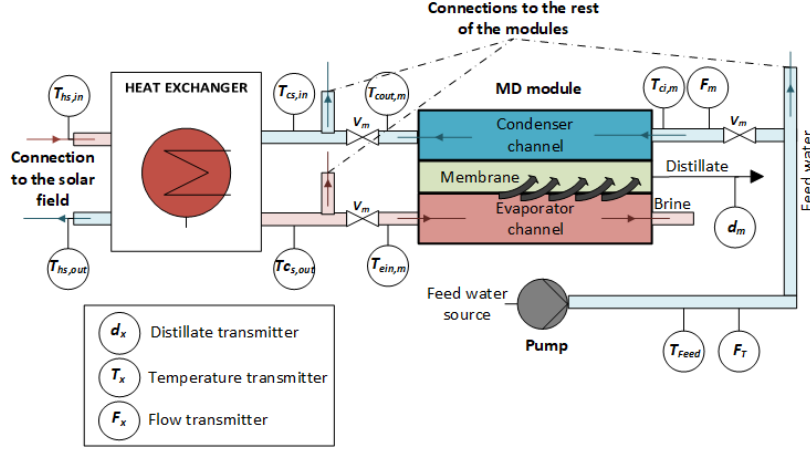 Connections to the rest
of the modules
T_hs,in
HEAT EXCHANGER
T_cs,in
T_cout,m
MD module
T_ci,m
F_m
V_m
V_m
Condenser
channel
Connection
to the solar
field
Membrane
Distillate
Feed water
V_m
Evaporator
channel
Brine
d_m
T_hs,out
Tc_s,out
T_ein,m
Feed water
source
Pump
T_Feed
F_T
d_x Distillate transmitter
T_x Temperature transmitter
F_x Flow transmitter